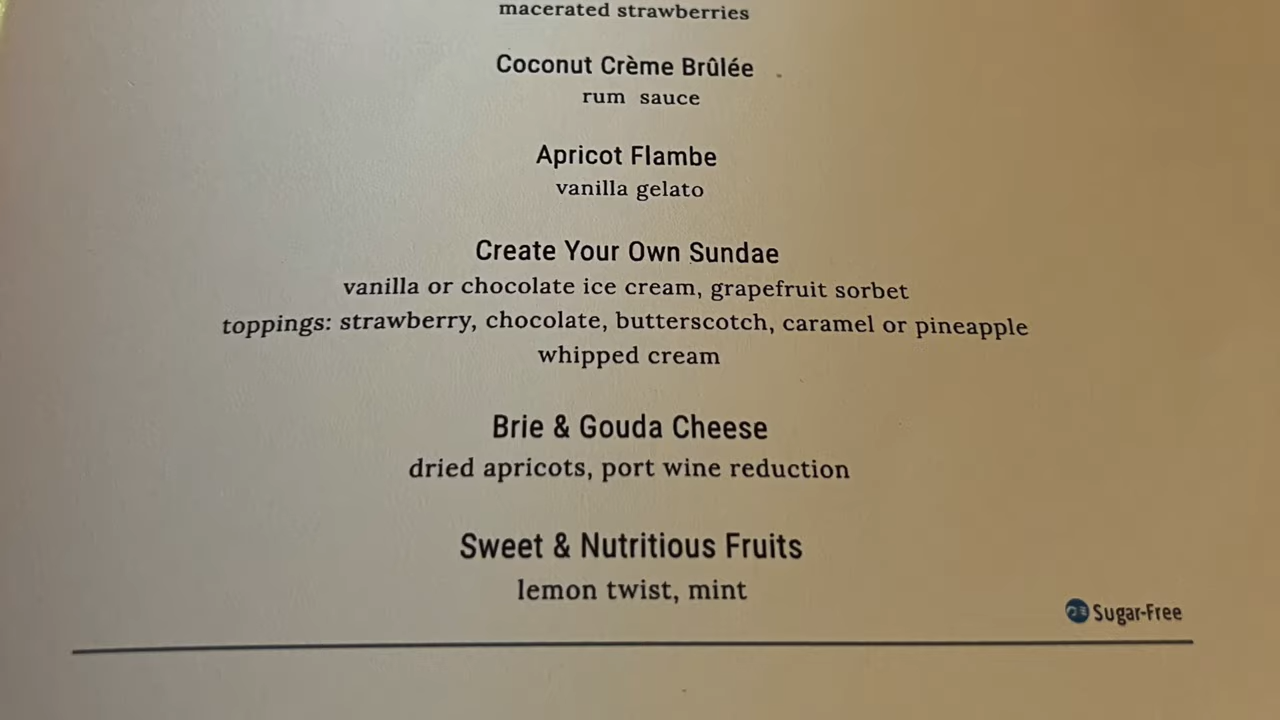 macerated strawberries
Coconut Crème Brûlée
rum sauce
Apricot Flambe
vanilla gelato
Create Your Own Sundae
vanilla or chocolate ice cream, grapefruit sorbet
toppings: strawberry, chocolate, butterscotch, caramel or pineapple
whipped cream
Brie & Gouda Cheese
dried apricots, port wine reduction
Sweet & Nutritious Fruits
lemon twist, mint
Sugar-Free